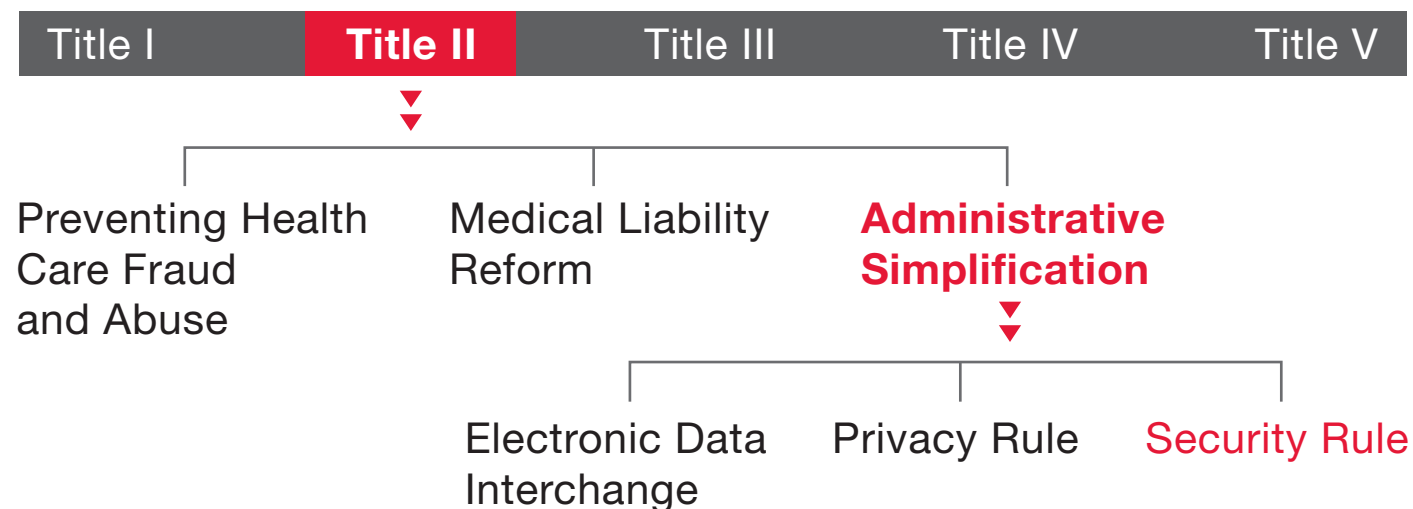 Title I Title II Title III Title IV Title V
Preventing Health
Care Fraud
and Abuse
Medical Liability
Reform
Administrative
Simplification
Electronic Data
Interchange
Privacy Rule
Security Rule